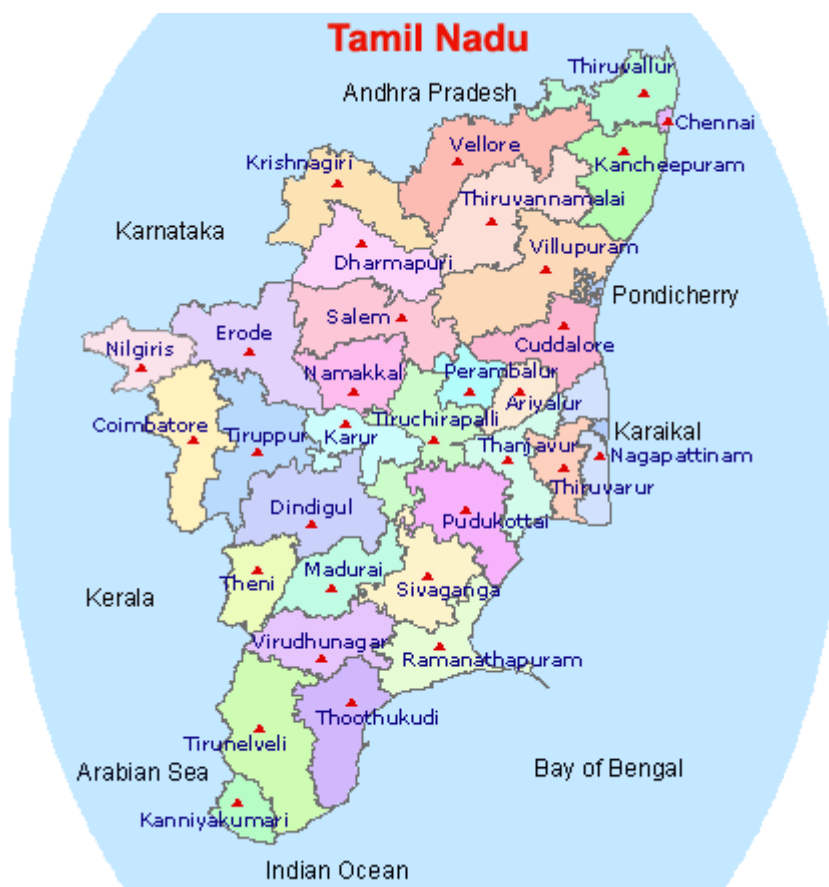 Tamil Nadu
Thiruvallur
Andhra Pradesh
Chennai
Vellore
Krishnagiri
Kancheepuram
Thiruvannamalai
Karnataka
Villupuram
Dharmapuri
Pondicherry
Salem
Erode
Cuddalore
Nilgiris
Namakkal
Perambalur
Ariyalur
Coimbatore
Tiruchirapalli
Tiruppur
Karur
Karaikal
Thanjavur
Nagapattinam
Thiruvarur
Dindigul
Pudukottai
Madurai
Theni
Sivaganga
Kerala
Virudhunagar
Ramanathapuram
Thoothukudi
Tirunelveli
Arabian Sea
Bay of Bengal
Kanniyakumari
Indian Ocean